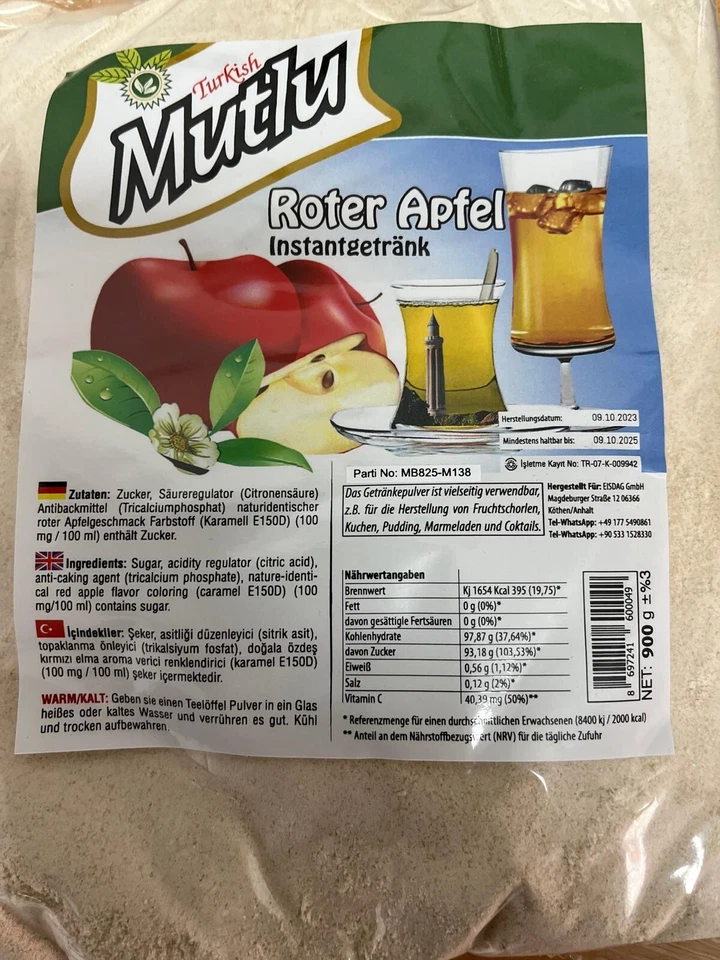 Turkish
Mutlu
Roter Apfel
Instantgetränk
Herstellungsdatum: 09.10.2023
Mindestens haltbar bis: 09.10.2025
İşletme Kayıt No: TR-07-K-009942
Parti No: MB825-M138
Zutaten: Zucker, Säureregulator (Citronensäure)
Antibackmittel (Tricalciumphosphat) naturidentischer
roter Apfelgeschmack Farbstoff (Karamell E150D) (100
mg / 100 ml) enthält Zucker.
Ingredients: Sugar, acidity regulator (citric acid),
anti-caking agent (tricalcium phosphate), nature-identi-
cal red apple flavor coloring (caramel E150D) (100
mg/100 ml) contains sugar.
İçindekiler: Şeker, asitliği düzenleyici (sitrik asit),
topaklanma önleyici (trikalsiyum fosfat), doğala özdeş
kırmızı elma aroma verici renklendirici (karamel E150D)
(100 mg / 100 ml) şeker içermektedir.
WARM/KALT: Geben sie einen Teelöffel Pulver in ein Glas
heißes oder kaltes Wasser und verrühren es gut. Kühl
und trocken aufbewahren.
Das Getränkepulver ist vielseitig verwendbar,
z.B. für die Herstellung von Fruchtschorlen,
Kuchen, Pudding, Marmeladen und Coktails.
Hergestellt Für: EISDAG GmbH
Magdeburger Straße 12 06366
Köthen/Anhalt
Tel-WhatsApp: +49 177 5490861
Tel-WhatsApp: +90 533 1528330
Nährwertangaben
Brennwert Kj 1654 Kcal 395 (19,75)*
Fett 0 g (0%)*
davon gesättigte Fertsäuren 0 g (0%)*
Kohlenhydrate 97,87 g (37,64%)*
davon Zucker 93,18 g (103,53%)*
Eiweiß 0,56 g (1,12%)*
Salz 0,12 g (2%)*
Vitamin C 40,39 mg (50%)**
* Referenzmenge für einen durchschnittlichen Erwachsenen (8400 kj / 2000 kcal)
** Anteil an dem Nährstoffbezugswert (NRV) für die tägliche Zufuhr
8 697241 600049
NET: 900 g ±%3